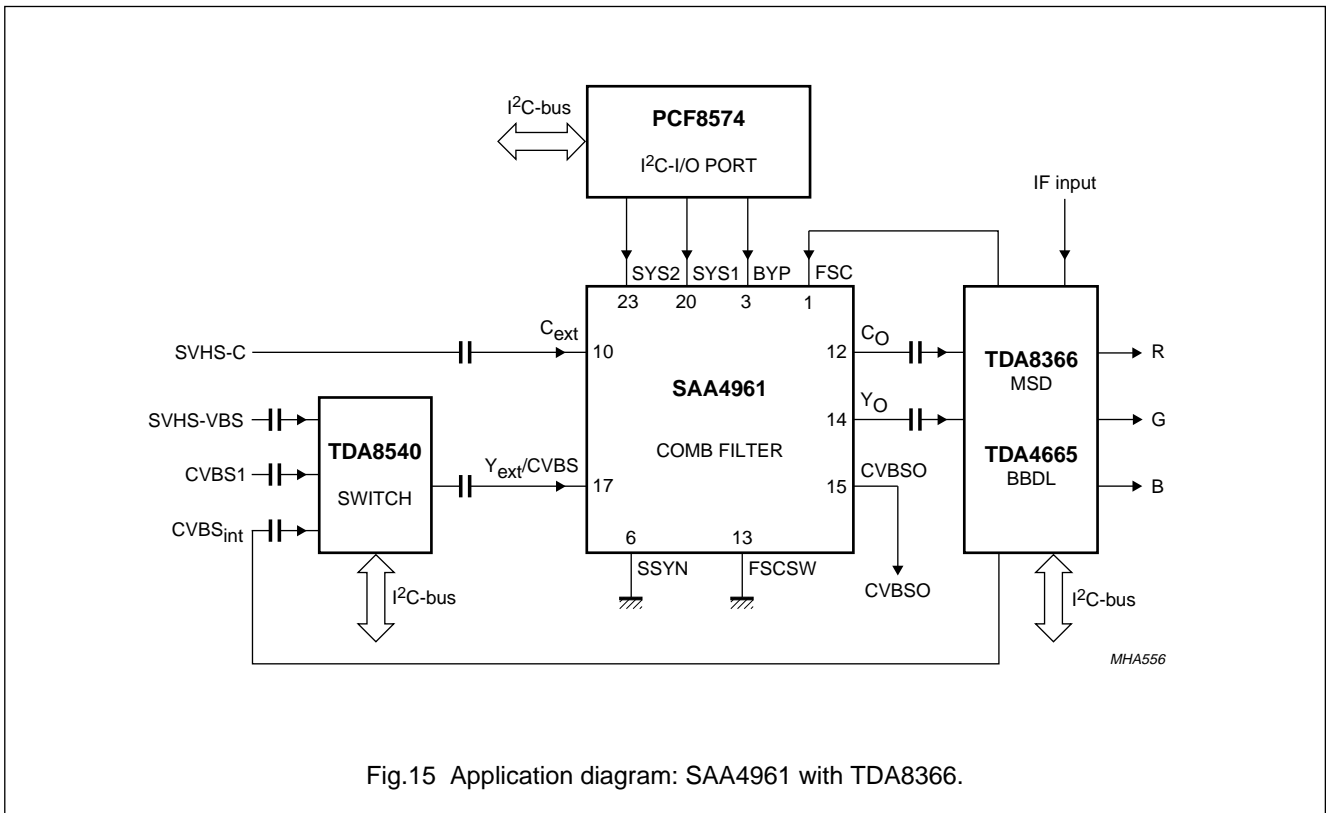 I2C-bus
PCF8574
I2C-I/O PORT
IF input
SYS2 SYS1 BYP FSC
23 20 3 1
SVHS-C
Cext
10
12
CO
SAA4961
COMB FILTER
TDA8366
MSD
R
SVHS-VBS
14
YO
G
TDA8540
SWITCH
CVBS1
Yext/CVBS
17
15
CVBSO
TDA4665
BBDL
B
CVBSint
6 13
SSYN FSCSW
CVBSO
I2C-bus
I2C-bus
MHA556
Fig.15 Application diagram: SAA4961 with TDA8366.